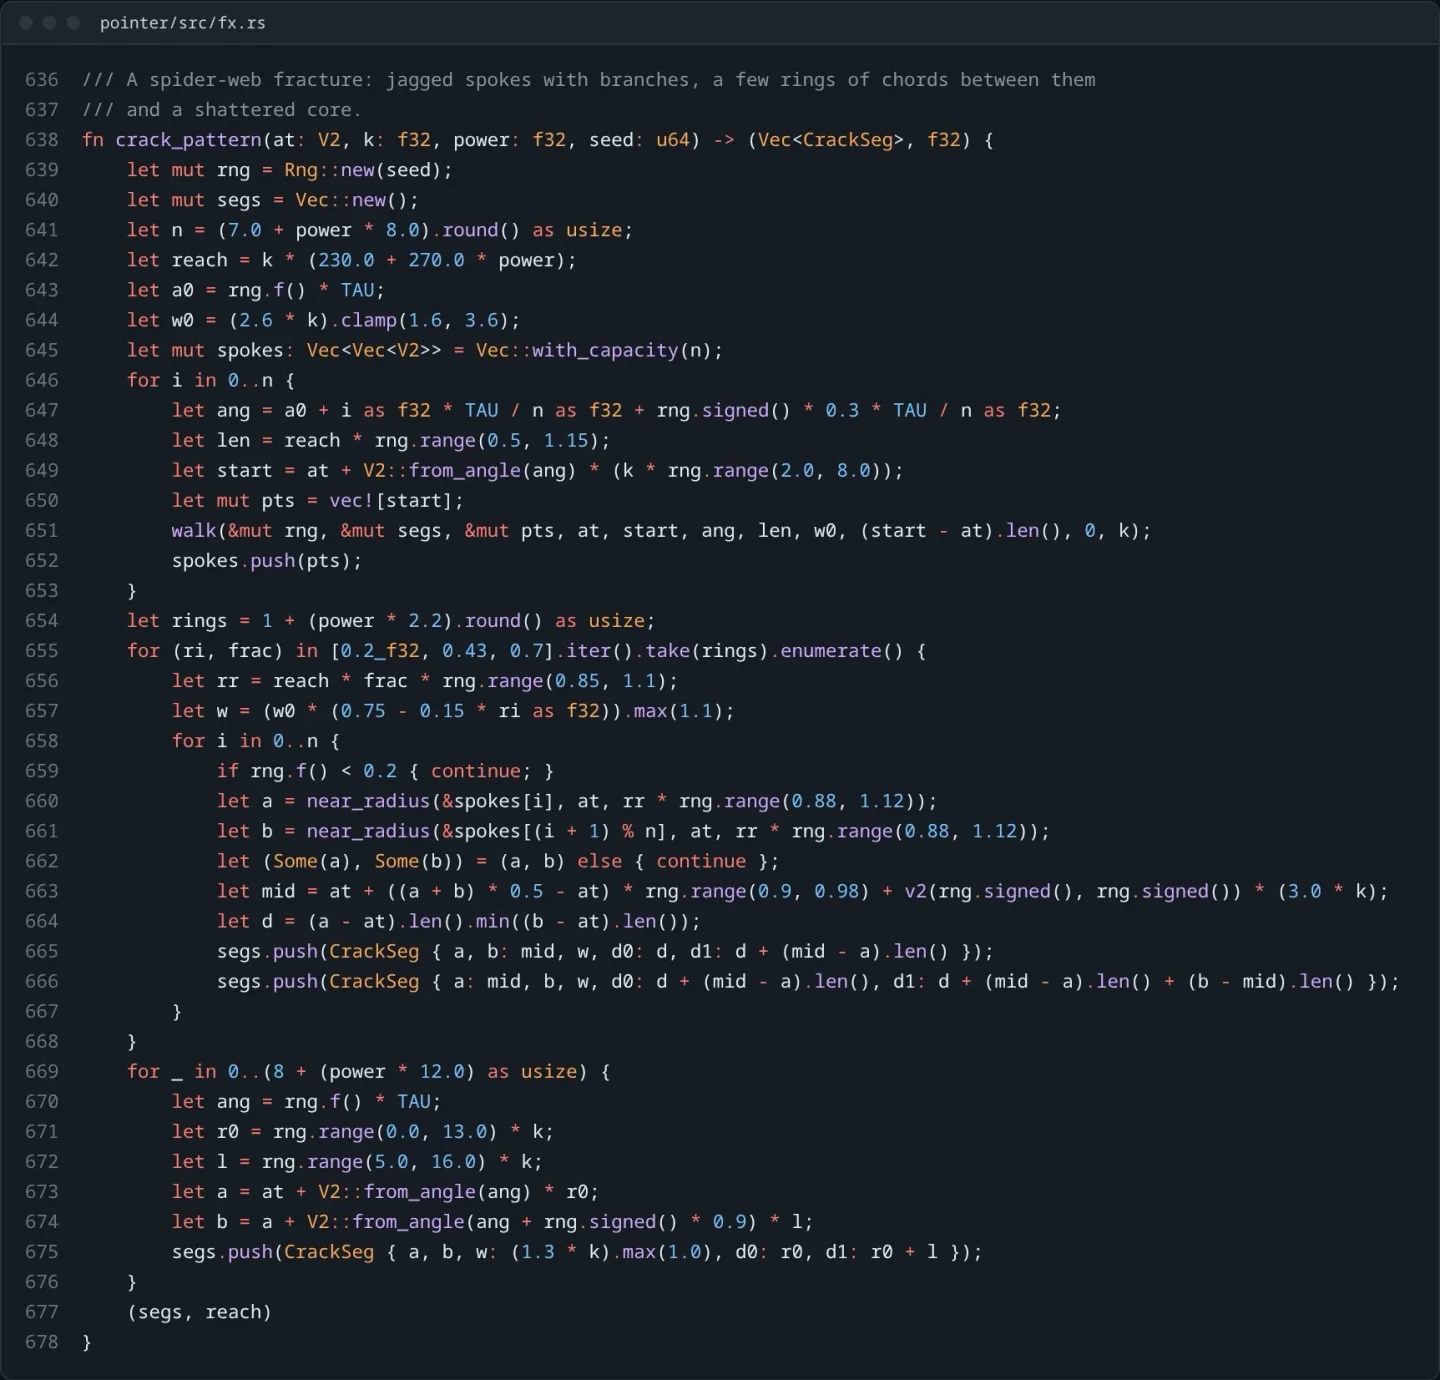 pointer/src/fx.rs
636 /// A spider-web fracture: jagged spokes with branches, a few rings of chords between them
637 /// and a shattered core.
638 fn crack_pattern(at: V2, k: f32, power: f32, seed: u64) -> (Vec<CrackSeg>, f32) {
639     let mut rng = Rng::new(seed);
640     let mut segs = Vec::new();
641     let n = (7.0 + power * 8.0).round() as usize;
642     let reach = k * (230.0 + 270.0 * power);
643     let a0 = rng.f() * TAU;
644     let w0 = (2.6 * k).clamp(1.6, 3.6);
645     let mut spokes: Vec<Vec<V2>> = Vec::with_capacity(n);
646     for i in 0..n {
647         let ang = a0 + i as f32 * TAU / n as f32 + rng.signed() * 0.3 * TAU / n as f32;
648         let len = reach * rng.range(0.5, 1.15);
649         let start = at + V2::from_angle(ang) * (k * rng.range(2.0, 8.0));
650         let mut pts = vec![start];
651         walk(&mut rng, &mut segs, &mut pts, at, start, ang, len, w0, (start - at).len(), 0, k);
652         spokes.push(pts);
653     }
654     let rings = 1 + (power * 2.2).round() as usize;
655     for (ri, frac) in [0.2_f32, 0.43, 0.7].iter().take(rings).enumerate() {
656         let rr = reach * frac * rng.range(0.85, 1.1);
657         let w = (w0 * (0.75 - 0.15 * ri as f32)).max(1.1);
658         for i in 0..n {
659             if rng.f() < 0.2 { continue; }
660             let a = near_radius(&spokes[i], at, rr * rng.range(0.88, 1.12));
661             let b = near_radius(&spokes[(i + 1) % n], at, rr * rng.range(0.88, 1.12));
662             let (Some(a), Some(b)) = (a, b) else { continue };
663             let mid = at + ((a + b) * 0.5 - at) * rng.range(0.9, 0.98) + v2(rng.signed(), rng.signed()) * (3.0 * k);
664             let d = (a - at).len().min((b - at).len());
665             segs.push(CrackSeg { a, b: mid, w, d0: d, d1: d + (mid - a).len() });
666             segs.push(CrackSeg { a: mid, b, w, d0: d + (mid - a).len(), d1: d + (mid - a).len() + (b - mid).len() });
667         }
668     }
669     for _ in 0..(8 + (power * 12.0) as usize) {
670         let ang = rng.f() * TAU;
671         let r0 = rng.range(0.0, 13.0) * k;
672         let l = rng.range(5.0, 16.0) * k;
673         let a = at + V2::from_angle(ang) * r0;
674         let b = a + V2::from_angle(ang + rng.signed() * 0.9) * l;
675         segs.push(CrackSeg { a, b, w: (1.3 * k).max(1.0), d0: r0, d1: r0 + l });
676     }
677     (segs, reach)
678 }